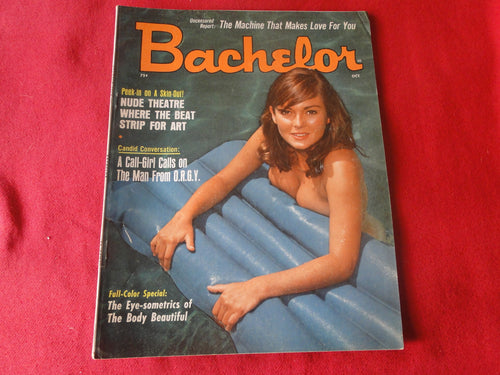 Uncensored
Report:
The Machine That Makes Love For You
Bachelor
75¢
OCT.
Peek-in on A Skin-Out!
NUDE THEATRE
WHERE THE BEAT
STRIP FOR ART
Candid Conversation:
A Call-Girl Calls on
The Man From O.R.G.Y.
Full-Color Special:
The Eye-sometrics of
The Body Beautiful